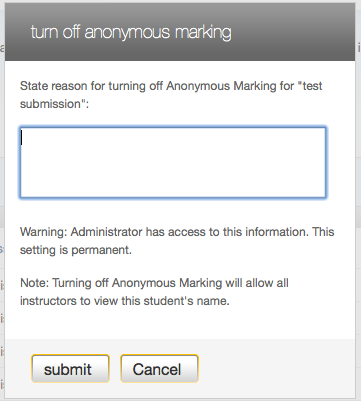 turn off anonymous marking
State reason for turning off Anonymous Marking for "test
submission":
Warning: Administrator has access to this information. This
setting is permanent.
Note: Turning off Anonymous Marking will allow all
instructors to view this student's name.
submit Cancel